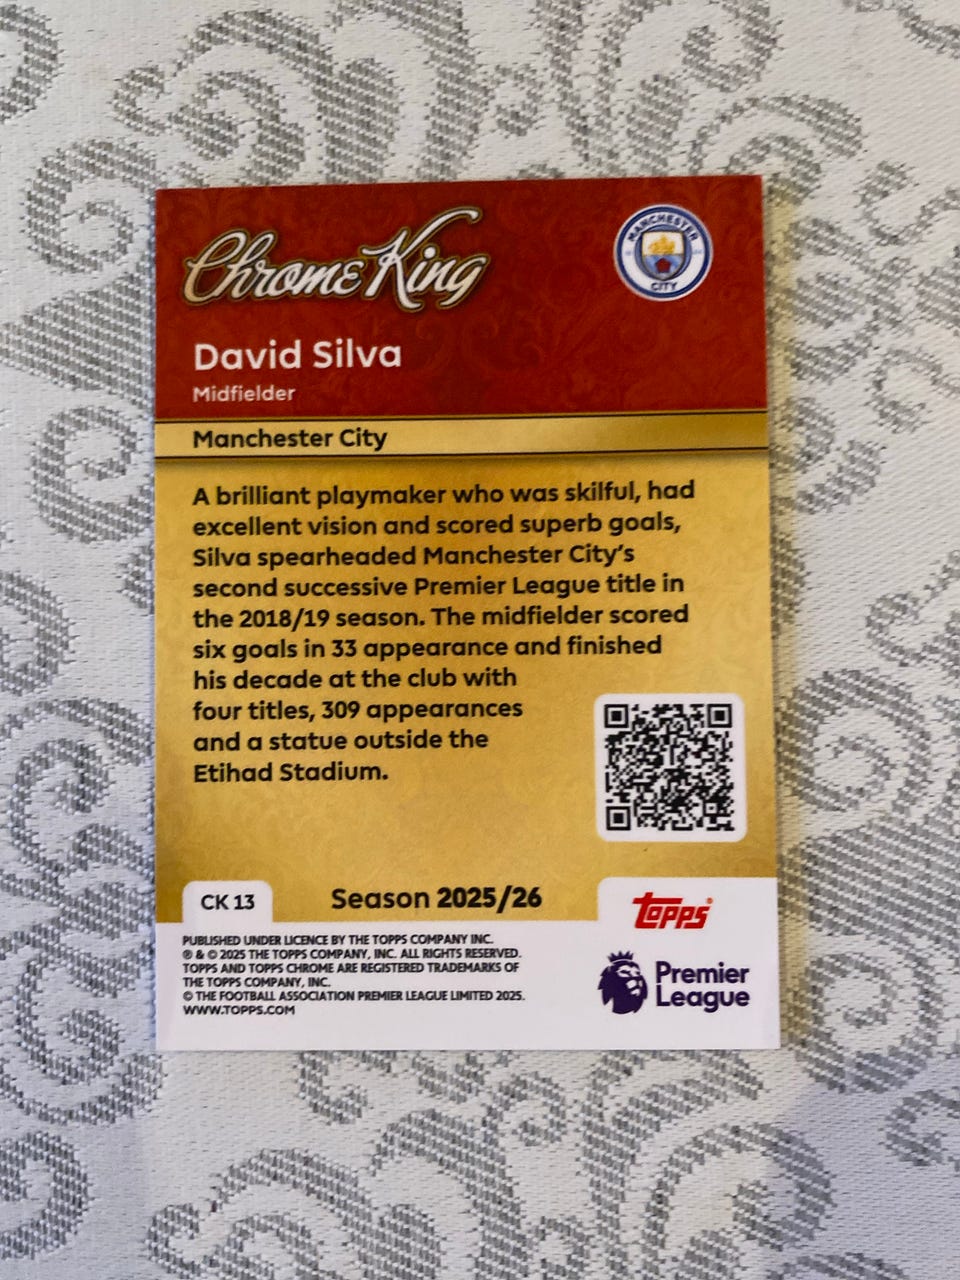 Chrome King
MANCHESTER
CITY
David Silva
Midfielder
Manchester City
A brilliant playmaker who was skilful, had
excellent vision and scored superb goals,
Silva spearheaded Manchester City's
second successive Premier League title in
the 2018/19 season. The midfielder scored
six goals in 33 appearance and finished
his decade at the club with
four titles, 309 appearances
and a statue outside the
Etihad Stadium.
CK 13
Season 2025/26
topps®
PUBLISHED UNDER LICENCE BY THE TOPPS COMPANY INC.
® & © 2025 THE TOPPS COMPANY, INC. ALL RIGHTS RESERVED.
TOPPS AND TOPPS CHROME ARE REGISTERED TRADEMARKS OF
THE TOPPS COMPANY, INC.
© THE FOOTBALL ASSOCIATION PREMIER LEAGUE LIMITED 2025.
WWW.TOPPS.COM
Premier
League